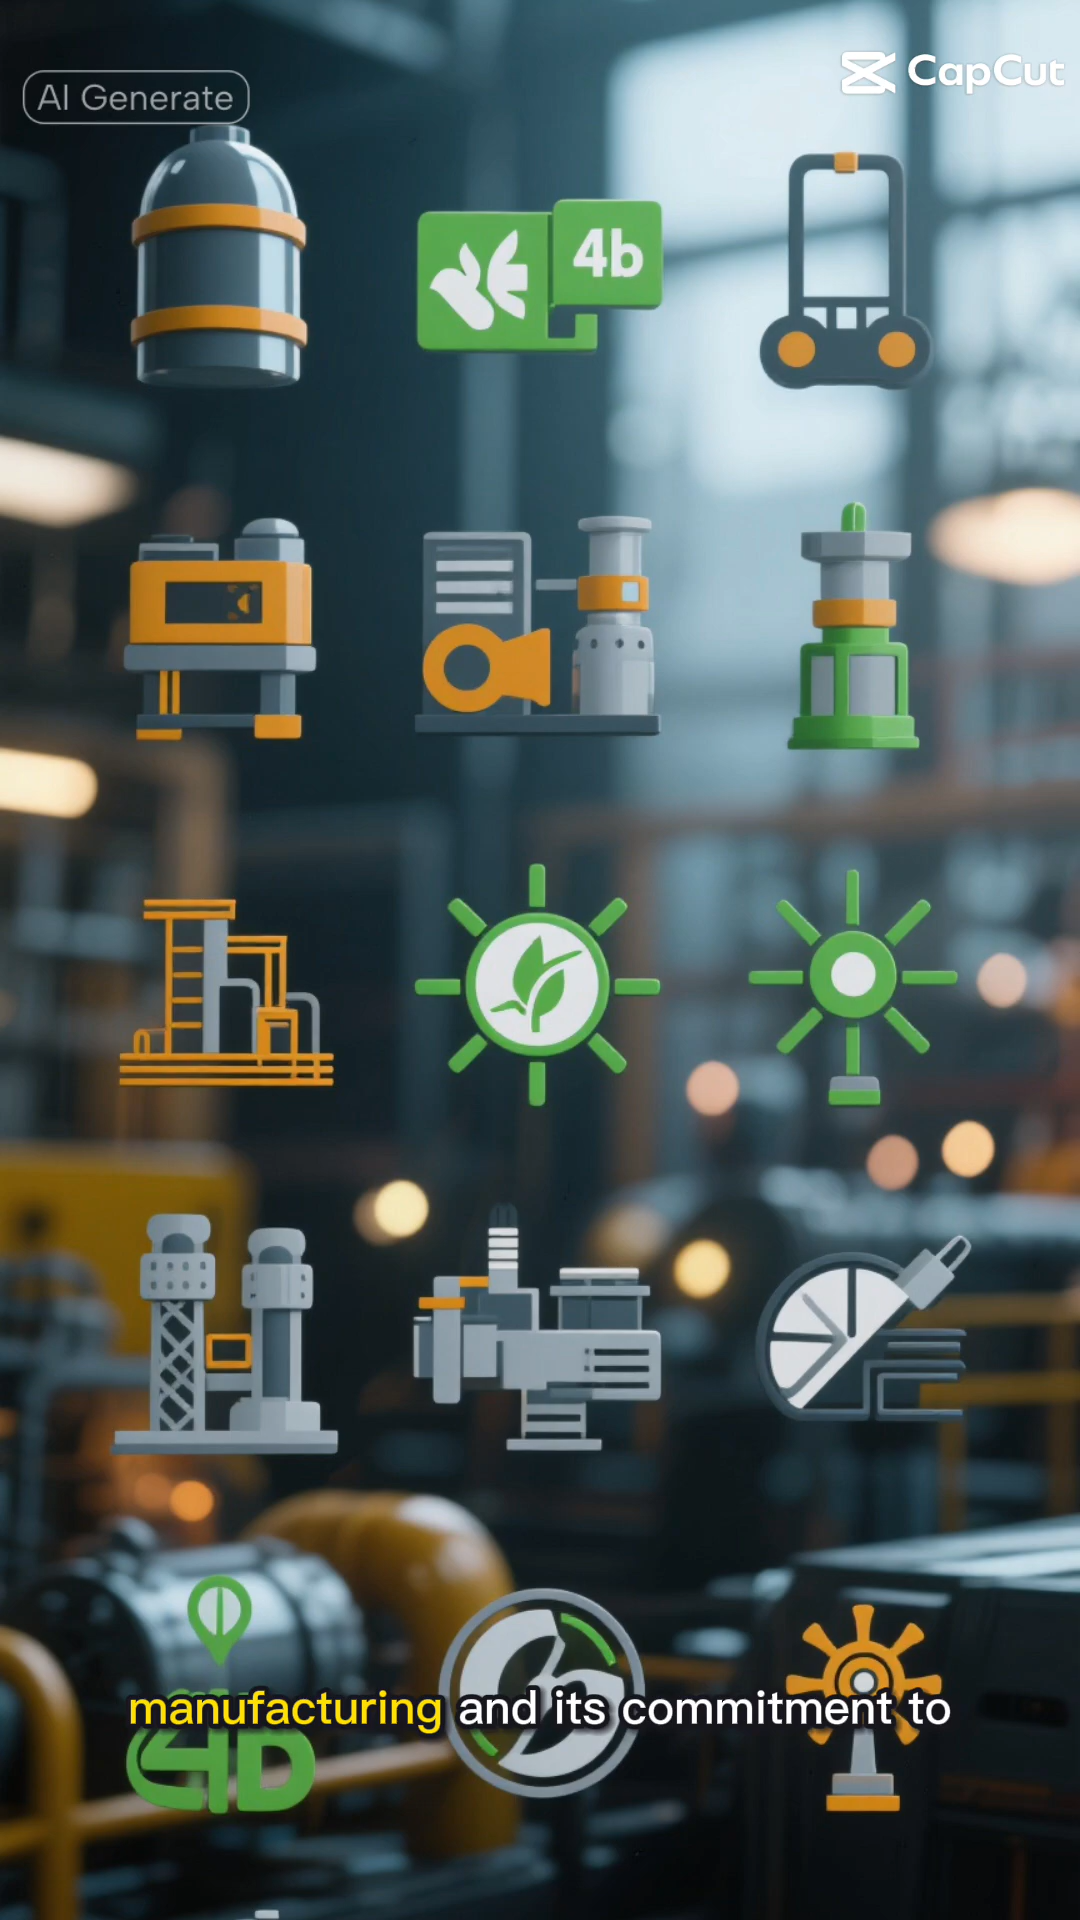 CapCut
AI Generate
4b
manufacturing and its commitment to
4D